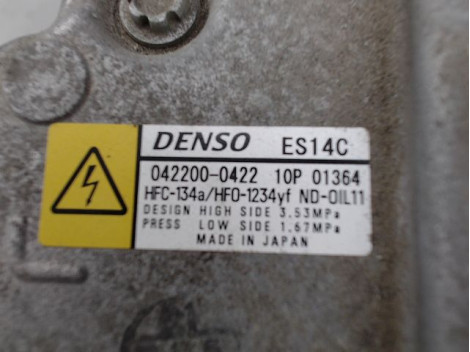 DENSO ES14C
042200-0422 10P 01364
HFC-134a/HFO-1234yf ND-OIL11
DESIGN HIGH SIDE 3.53MPa
PRESS LOW SIDE 1.67MPa
MADE IN JAPAN